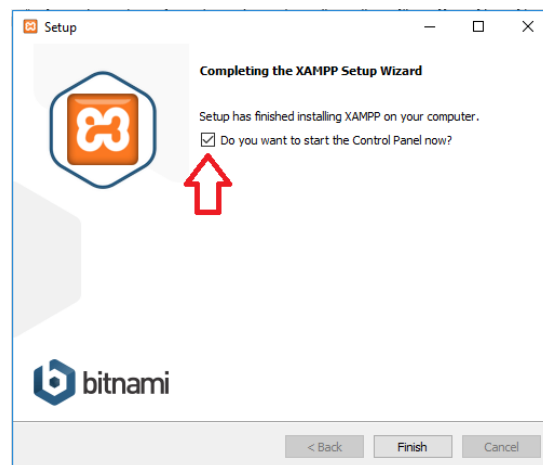 Setup
Completing the XAMPP Setup Wizard
Setup has finished installing XAMPP on your computer.
Do you want to start the Control Panel now?
bitnami
< Back Finish Cancel